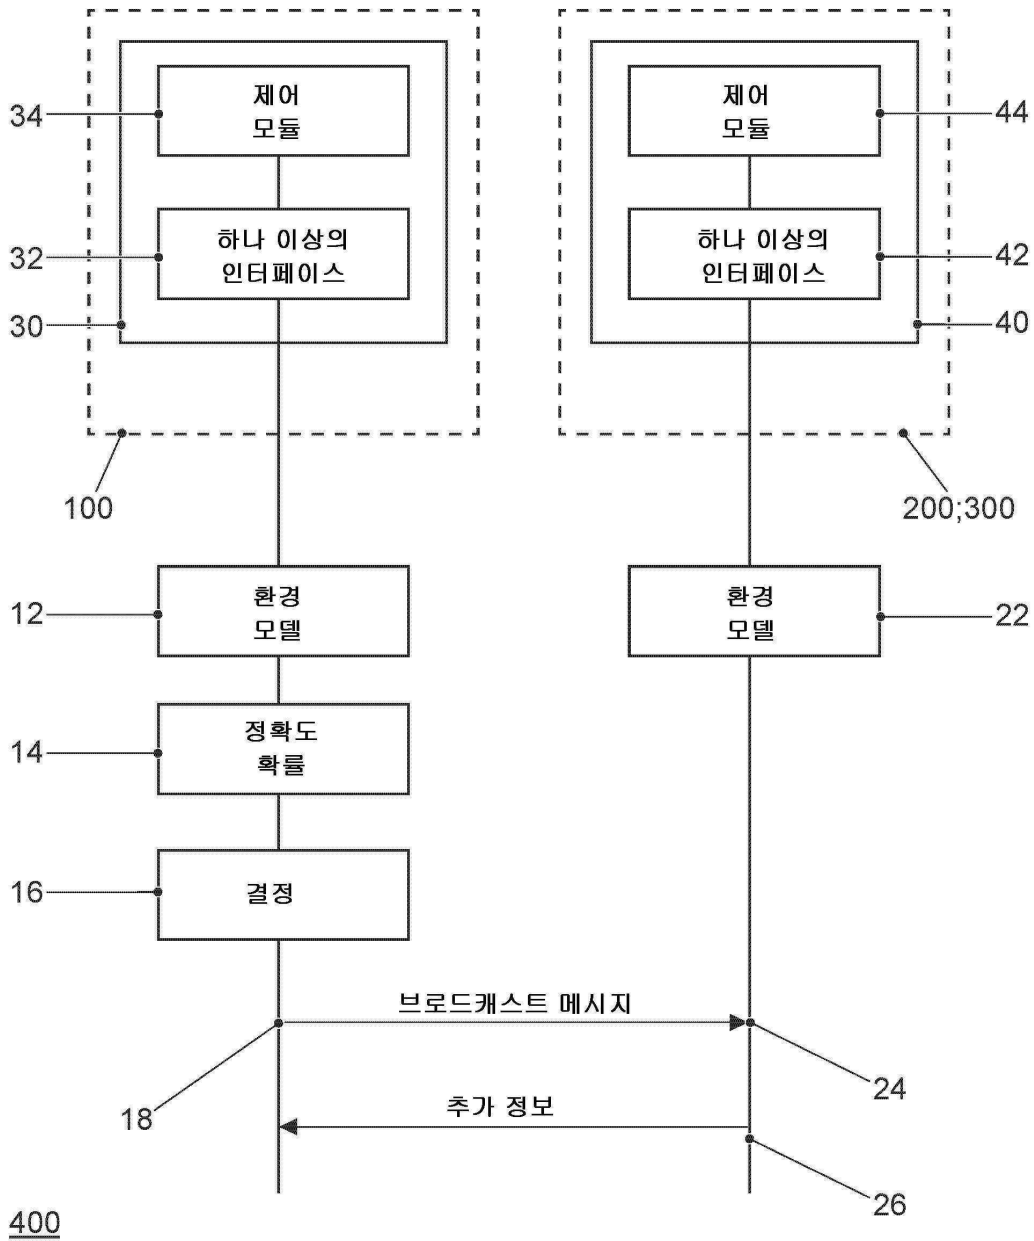 제어
모듈
34
하나 이상의
인터페이스
32
30
100
제어
모듈
44
하나 이상의
인터페이스
42
40
200;300
환경
모델
12
환경
모델
22
정확도
확률
14
결정
16
브로드캐스트 메시지
18
24
추가 정보
26
400